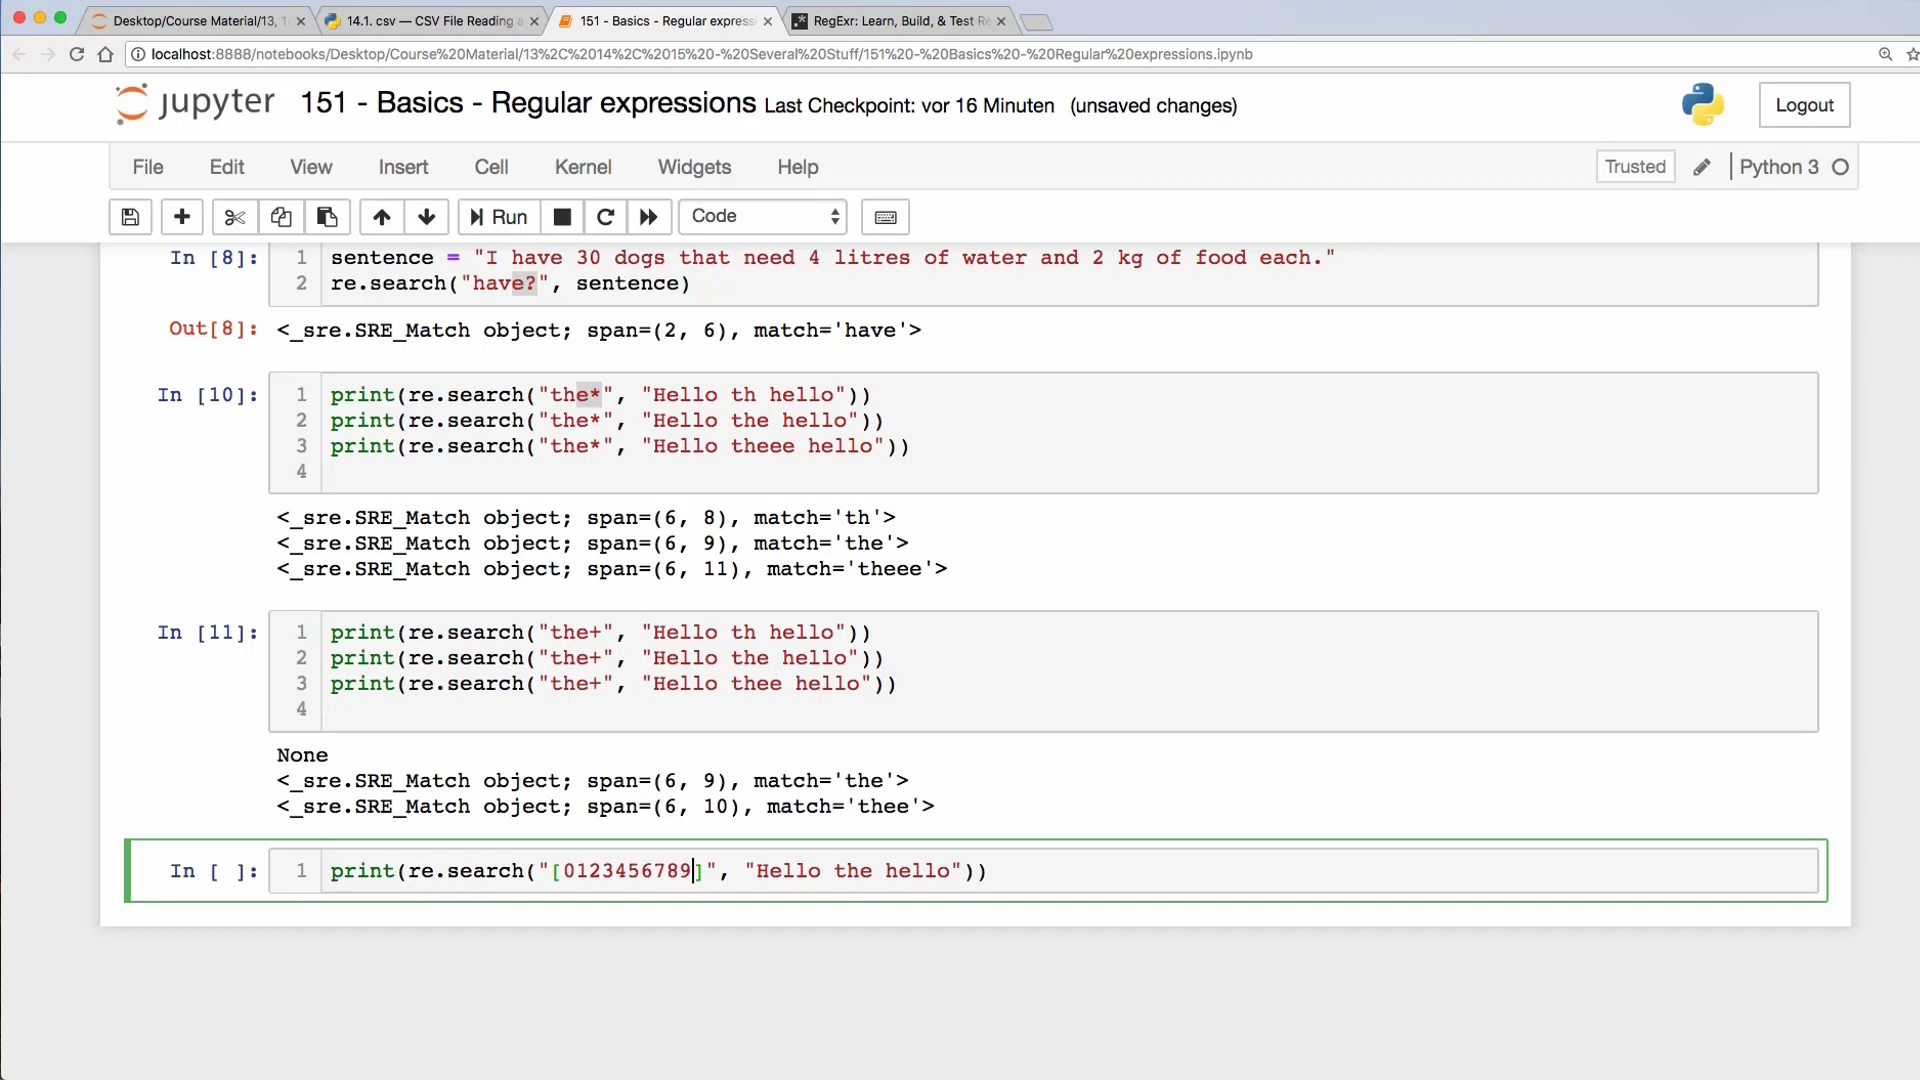 Desktop/Course Material/13, 1
14.1. csv — CSV File Reading a
151 - Basics - Regular express
RegExr: Learn, Build, & Test Re
localhost:8888/notebooks/Desktop/Course%20Material/13%2C%2014%2C%2015%20-%20Several%20Stuff/151%20-%20Basics%20-%20Regular%20expressions.ipynb
jupyter 151 - Basics - Regular expressions Last Checkpoint: vor 16 Minuten (unsaved changes)
Logout
File Edit View Insert Cell Kernel Widgets Help Trusted Python 3
Run Code
In [8]: 1 sentence = "I have 30 dogs that need 4 litres of water and 2 kg of food each."
2 re.search("have?", sentence)
Out[8]: <_sre.SRE_Match object; span=(2, 6), match='have'>
In [10]: 1 print(re.search("the*", "Hello th hello"))
2 print(re.search("the*", "Hello the hello"))
3 print(re.search("the*", "Hello theee hello"))
4
<_sre.SRE_Match object; span=(6, 8), match='th'>
<_sre.SRE_Match object; span=(6, 9), match='the'>
<_sre.SRE_Match object; span=(6, 11), match='theee'>
In [11]: 1 print(re.search("the+", "Hello th hello"))
2 print(re.search("the+", "Hello the hello"))
3 print(re.search("the+", "Hello thee hello"))
4
None
<_sre.SRE_Match object; span=(6, 9), match='the'>
<_sre.SRE_Match object; span=(6, 10), match='thee'>
In [ ]: 1 print(re.search("[0123456789]", "Hello the hello"))